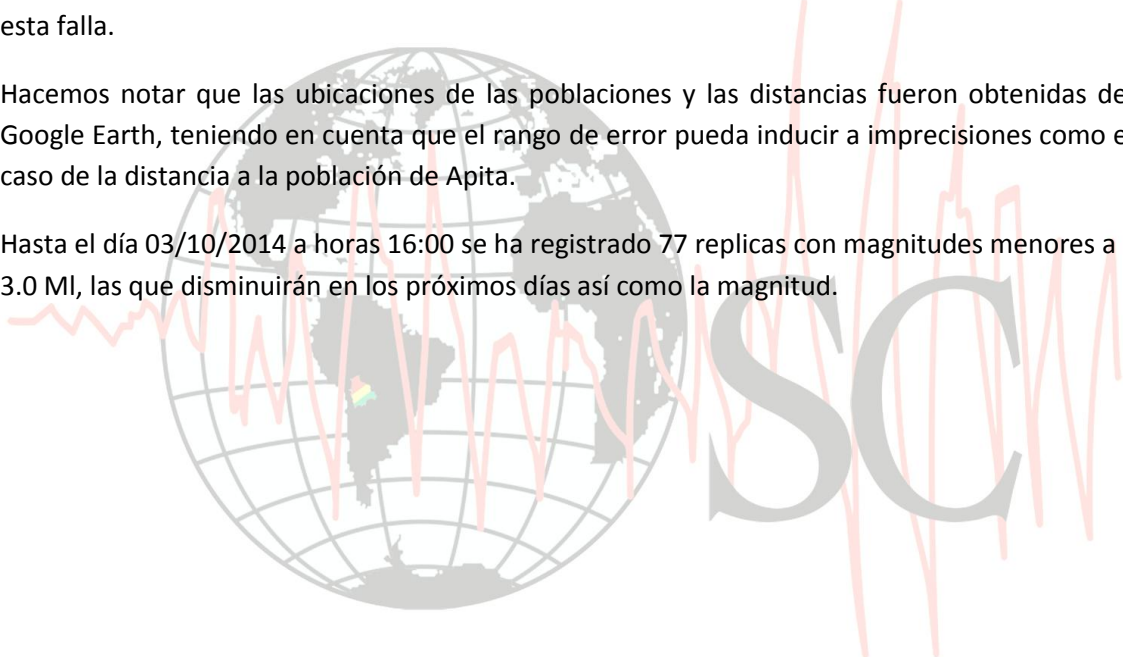 esta falla.
Hacemos notar que las ubicaciones de las poblaciones y las distancias fueron obtenidas de
Google Earth, teniendo en cuenta que el rango de error pueda inducir a imprecisiones como e
caso de la distancia a la población de Apita.
Hasta el día 03/10/2014 a horas 16:00 se ha registrado 77 replicas con magnitudes menores a
3.0 Ml, las que disminuirán en los próximos días así como la magnitud.
SC